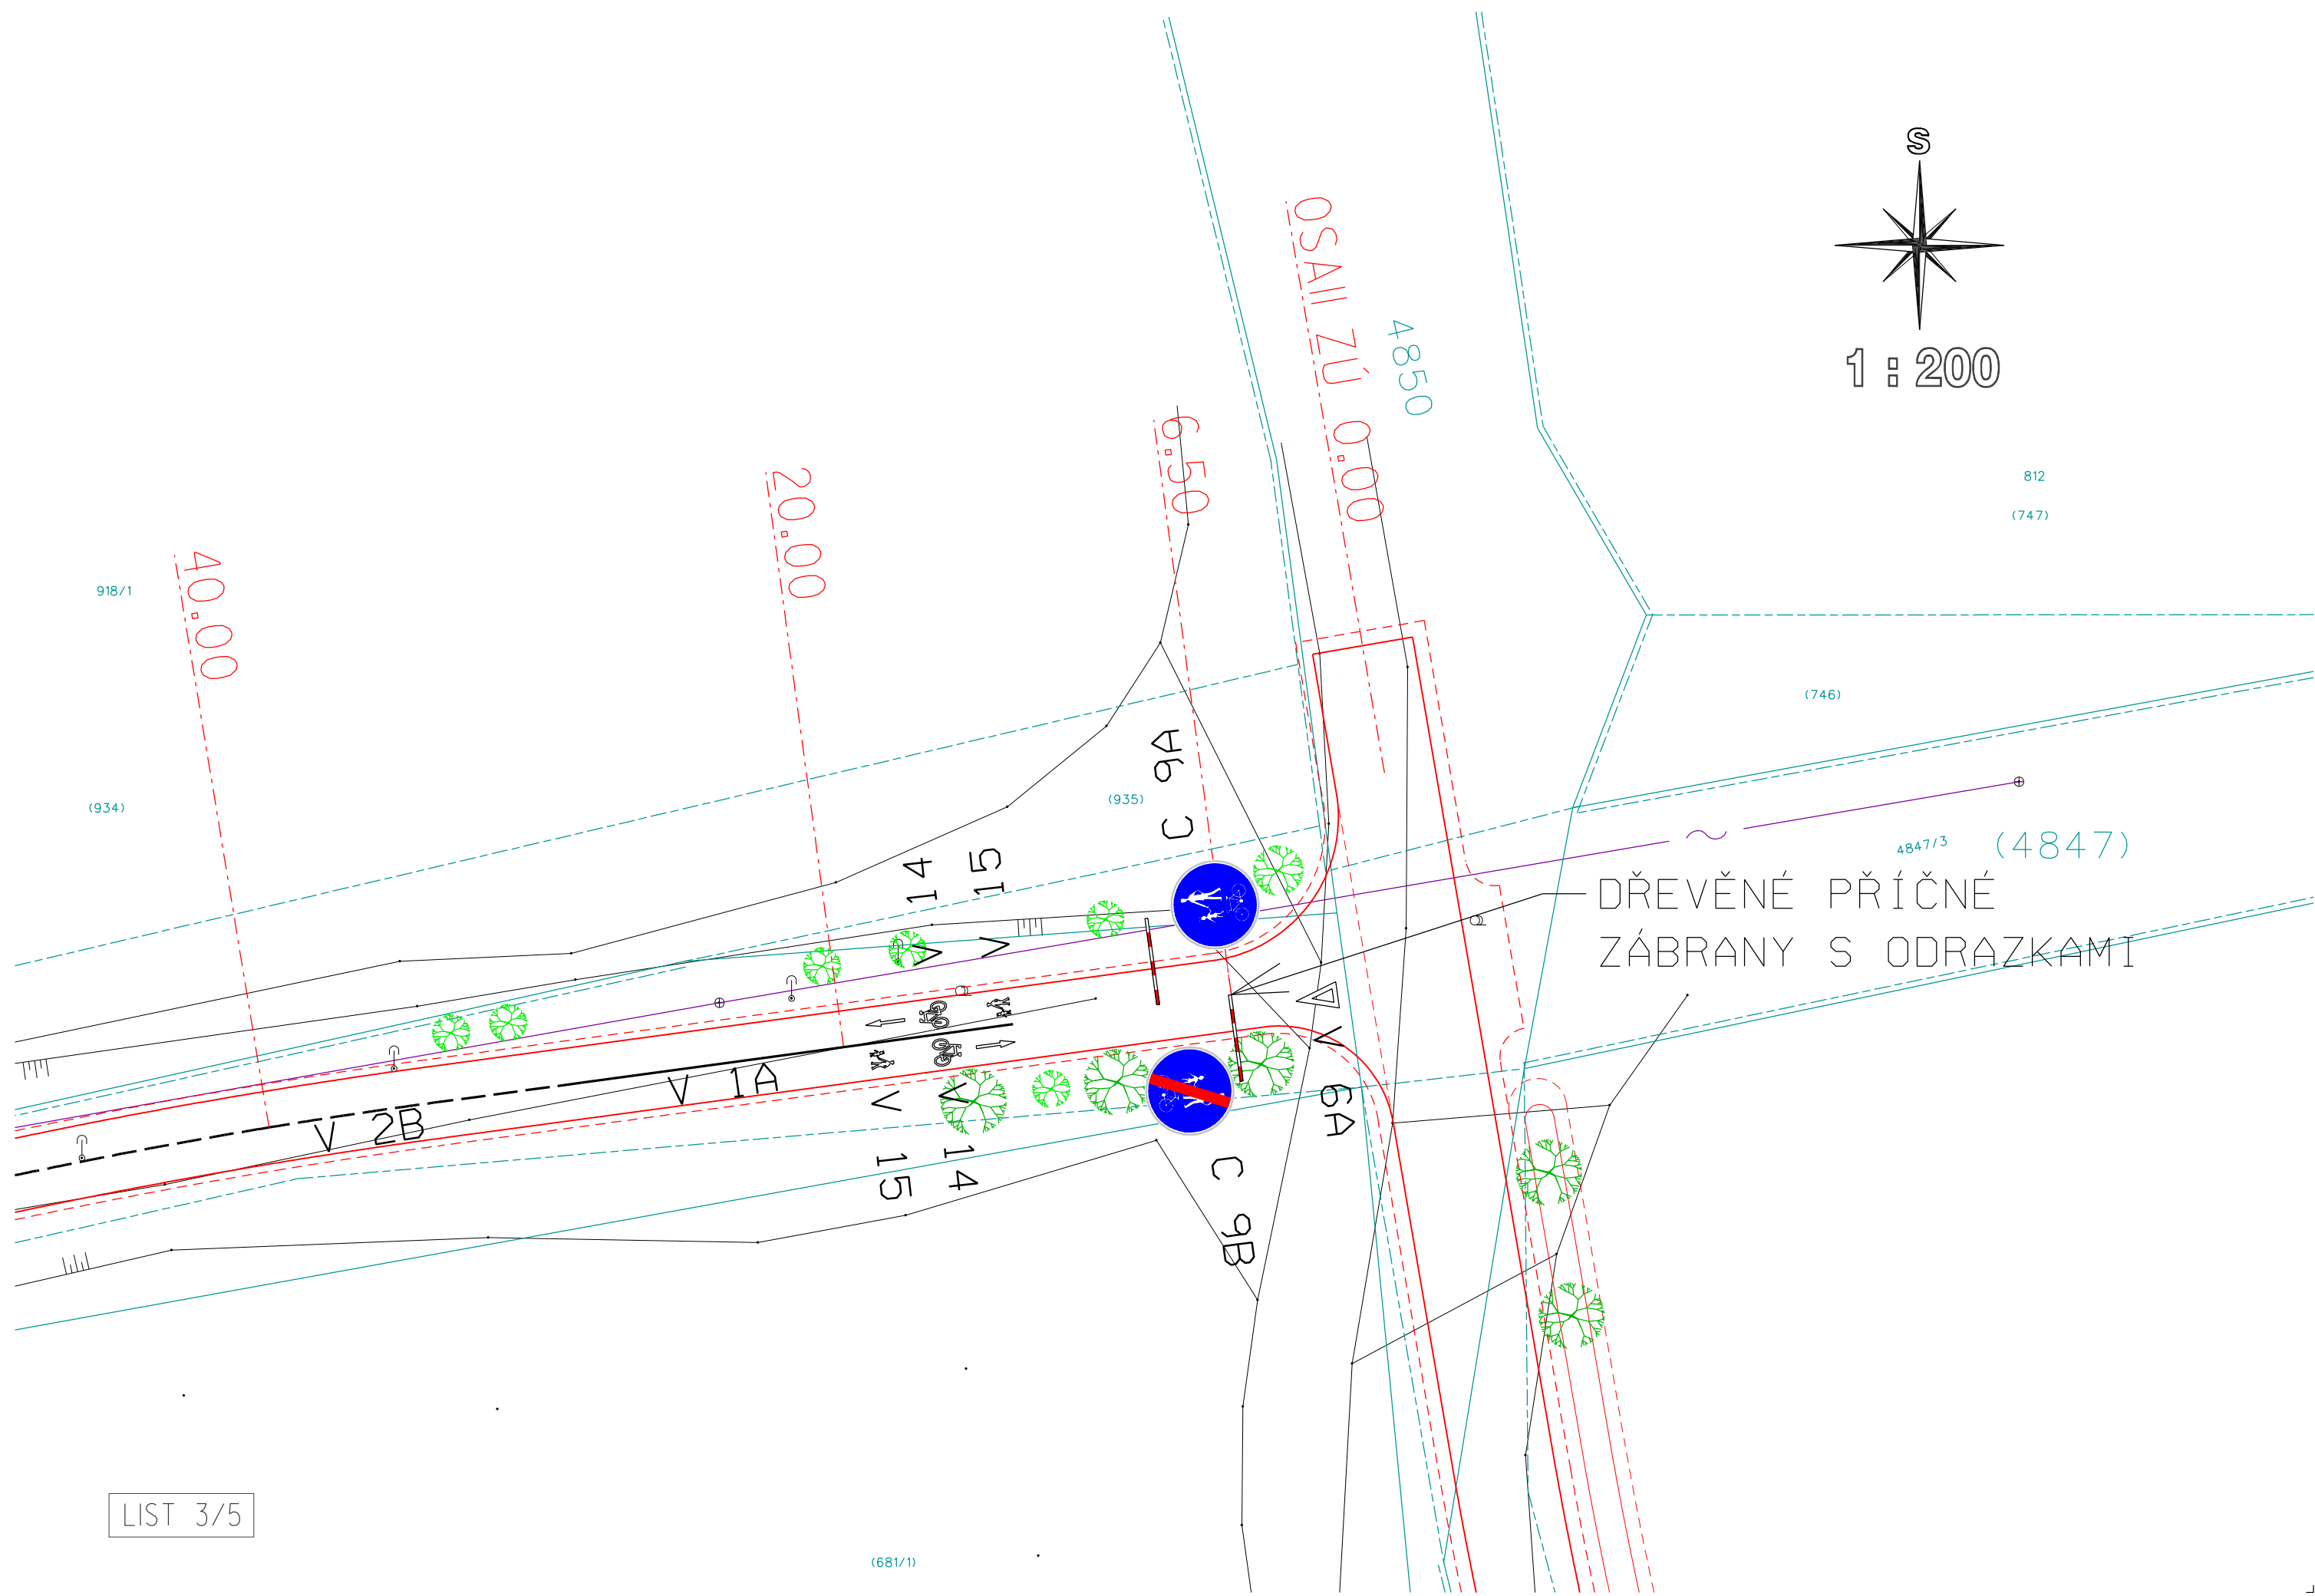 S
1 : 200
OSAII ZÚ 0.00
4850
6.50
20.00
40.00
812
(747)
918/1
(746)
(934)
(935)
C 9A
4847/3
(4847)
DŘEVĚNÉ PŘÍČNÉ
ZÁBRANY S ODRAZKAMI
V 14
V 15
V 1A
V 2B
V 15
V 14
V 6A
C 9B
LIST 3/5
(681/1)